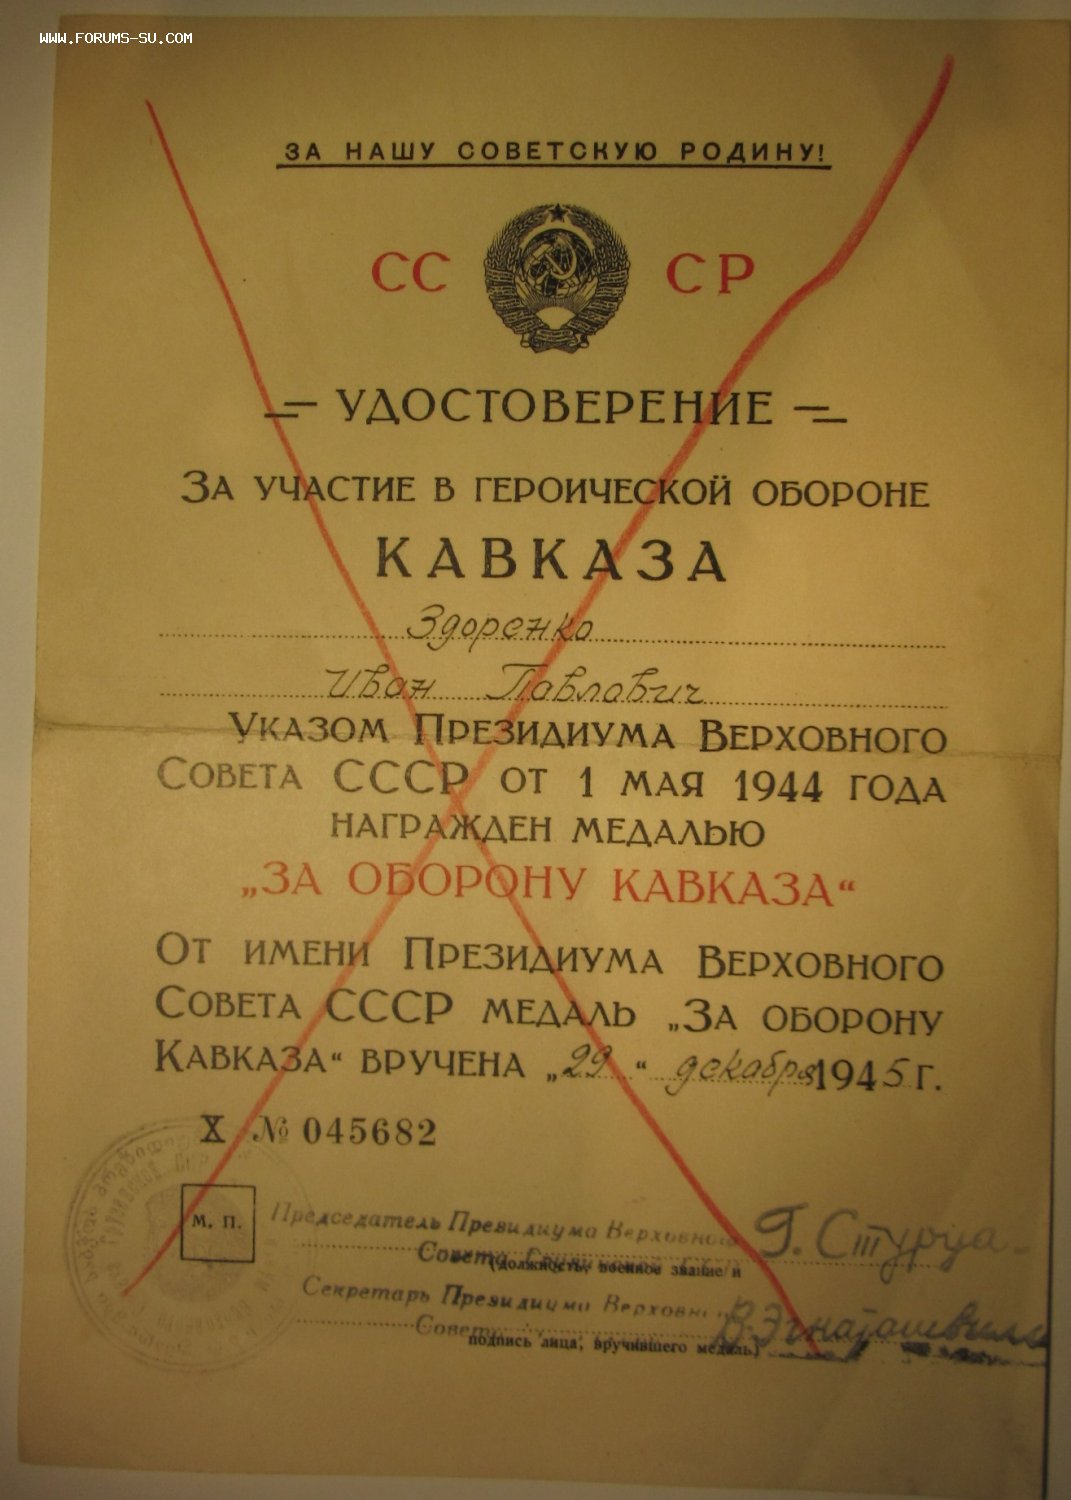 WWW.FORUMS-SU.COM
ЗА НАШУ СОВЕТСКУЮ РОДИНУ!
СС СР
УДОСТОВЕРЕНИЕ
ЗА УЧАСТИЕ В ГЕРОИЧЕСКОЙ ОБОРОНЕ
КАВКАЗА
Здоренко
Иван Павлович
УКАЗОМ ПРЕЗИДИУМА ВЕРХОВНОГО
СОВЕТА СССР ОТ 1 МАЯ 1944 ГОДА
НАГРАЖДЕН МЕДАЛЬЮ
„ЗА ОБОРОНУ КАВКАЗА“
ОТ ИМЕНИ ПРЕЗИДИУМА ВЕРХОВНОГО
СОВЕТА СССР МЕДАЛЬ „ЗА ОБОРОНУ
КАВКАЗА“ ВРУЧЕНА „29“ декабря 1945 Г.
X № 045682
М. П.
Председатель Президиума Верховного
Г. Стуруа
Совета
(должность, военное звание и
Секретарь Президиума
В. Эгнаташвили
Совета
подпись лица, вручившего медаль)